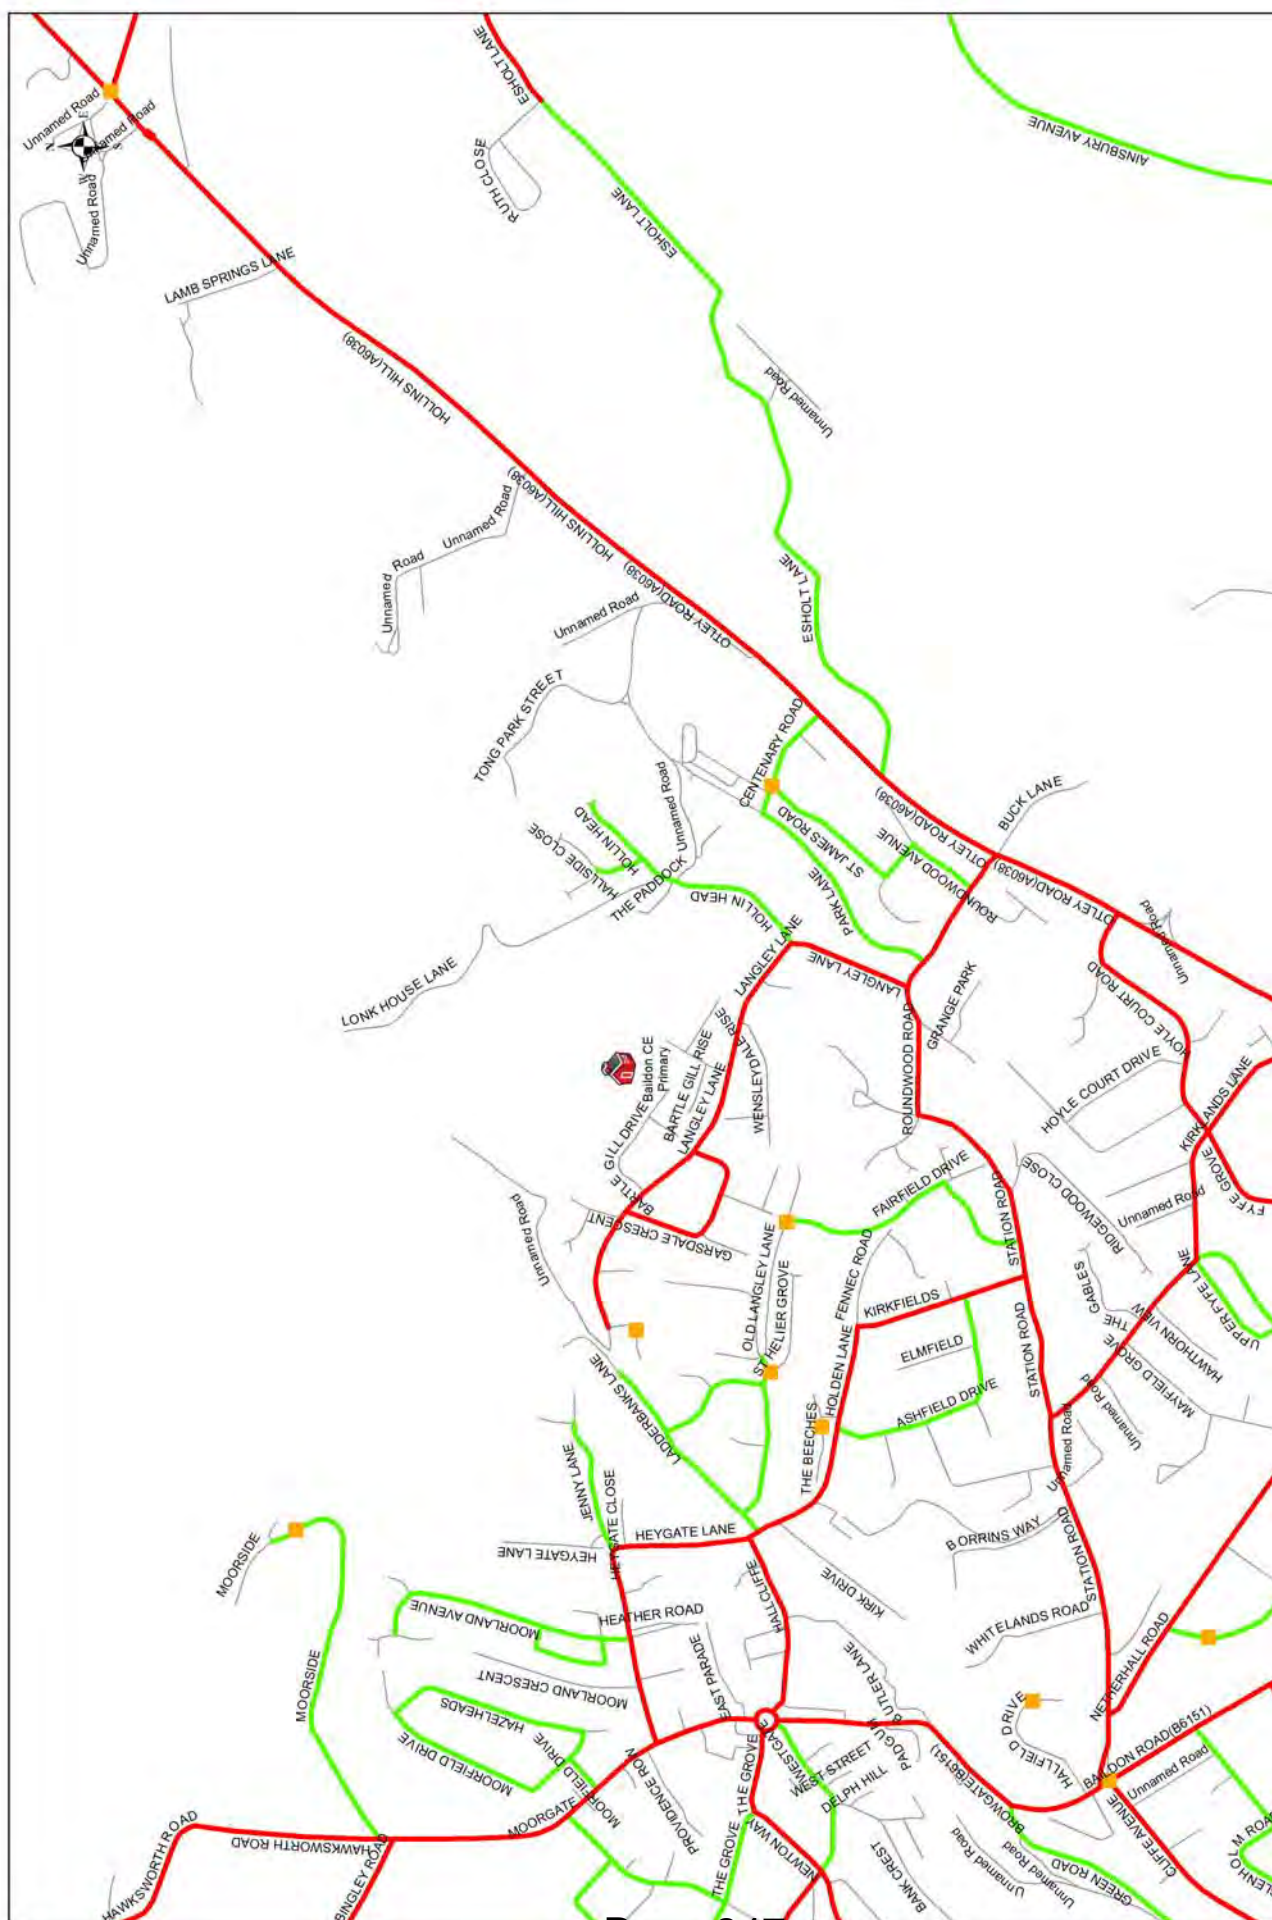 ESHOLT LANE
AINSBURY AVENUE
Unnamed Road
Unnamed Road
N
E
S
W
Unnamed Road
ESHOLT LANE
RUTH CLOSE
LAMB SPRINGS LANE
HOLLINS HILL(A6038)
Unnamed Road
HOLLINS HILL(A6038)
Unnamed Road
Unnamed Road
OTLEY ROAD(A6038)
Unnamed Road
ESHOLT LANE
TONG PARK STREET
CENTENARY ROAD
Unnamed Road
OTLEY ROAD(A6038)
BUCK LANE
HOLLIN HEAD
HALLSIDE CLOSE
THE PADDOCK
HOLLIN HEAD
ST JAMES ROAD
ROUNDWOOD AVENUE
PARK LANE
OTLEY ROAD(A6038)
Unnamed Road
LONK HOUSE LANE
LANGLEY LANE
LANGLEY LANE
GRANGE PARK
HOYLE COURT ROAD
Baildon CE
Primary
BARTLE GILL RISE
WENSLEYDALE RISE
LANGLEY LANE
ROUNDWOOD ROAD
HOYLE COURT DRIVE
KIRKLANDS LANE
BARTLE GILL DRIVE
Unnamed Road
GARSDALE CRESCENT
FAIRFIELD DRIVE
STATION ROAD
RIDGEWOOD CLOSE
Unnamed Road
FYFE GROVE
OLD LANGLEY LANE
ST HELIER GROVE
FENNEC ROAD
KIRKFIELDS
THE GABLES
UPPER FYFE LANE
HAWTHORN VIEW
MAYFIELD GROVE
LADDERBANKS LANE
HOLDEN LANE
ELMFIELD
STATION ROAD
ASHFIELD DRIVE
Unnamed Road
Unnamed Road
THE BEECHES
JENNY LANE
HEYGATE CLOSE
HEYGATE LANE
HEYGATE LANE
MOORSIDE
BORRINS WAY
STATION ROAD
KIRK DRIVE
HALLCLIFFE
MOORLAND AVENUE
HEATHER ROAD
WHITELANDS ROAD
MOORSIDE
MOORLAND CRESCENT
EAST PARADE
BUTLER LANE
NETHERHALL ROAD
HAZELHEADS
MOORFIELD DRIVE
MOORFIELD DRIVE
WESTGATE
WEST STREET
PADGUM
HALLFIELD DRIVE
BAILDON ROAD(B6151)
Unnamed Road
DELPH HILL
BROWGATE(B6151)
HAWKSWORTH ROAD
HAWKSWORTH ROAD
BINGLEY ROAD
MOORGATE
PROVIDENCE ROW
THE GROVE
THE GROVE
NEWTON WAY
BANK CREST
Unnamed Road
Unnamed Road
GREEN ROAD
CLIFFE AVENUE